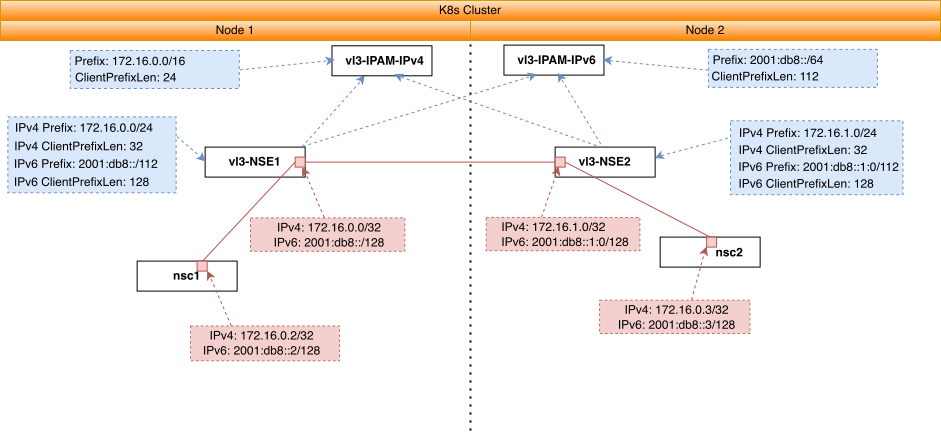 K8s Cluster
Node 1
Node 2
Prefix: 172.16.0.0/16
ClientPrefixLen: 24
vl3-IPAM-IPv4
vl3-IPAM-IPv6
Prefix: 2001:db8::/64
ClientPrefixLen: 112
IPv4 Prefix: 172.16.0.0/24
IPv4 ClientPrefixLen: 32
IPv6 Prefix: 2001:db8::/112
IPv6 ClientPrefixLen: 128
vl3-NSE1
vl3-NSE2
IPv4 Prefix: 172.16.1.0/24
IPv4 ClientPrefixLen: 32
IPv6 Prefix: 2001:db8::1:0/112
IPv6 ClientPrefixLen: 128
IPv4: 172.16.0.0/32
IPv6: 2001:db8::/128
IPv4: 172.16.1.0/32
IPv6: 2001:db8::1:0/128
nsc1
nsc2
IPv4: 172.16.0.2/32
IPv6: 2001:db8::2/128
IPv4: 172.16.0.3/32
IPv6: 2001:db8::3/128